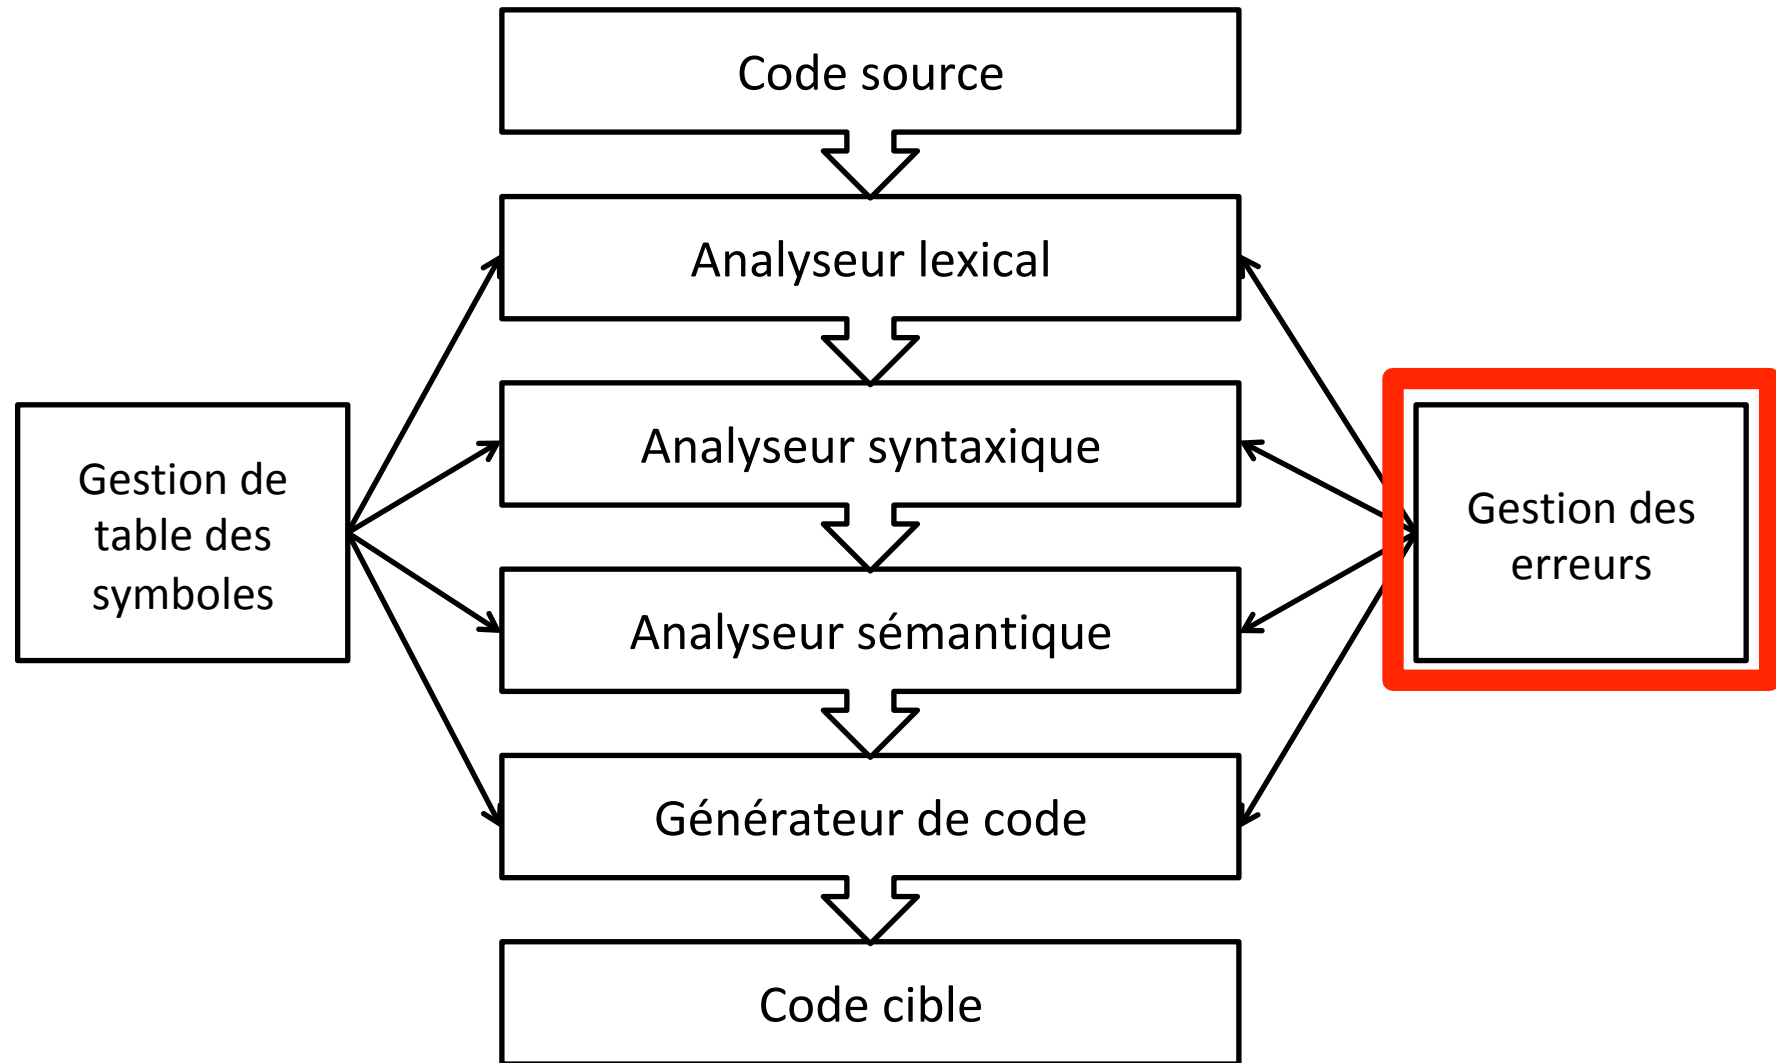 Code source
Analyseur lexical
Analyseur syntaxique
Gestion de
table des
symboles
Gestion des
erreurs
Analyseur sémantique
Générateur de code
Code cible